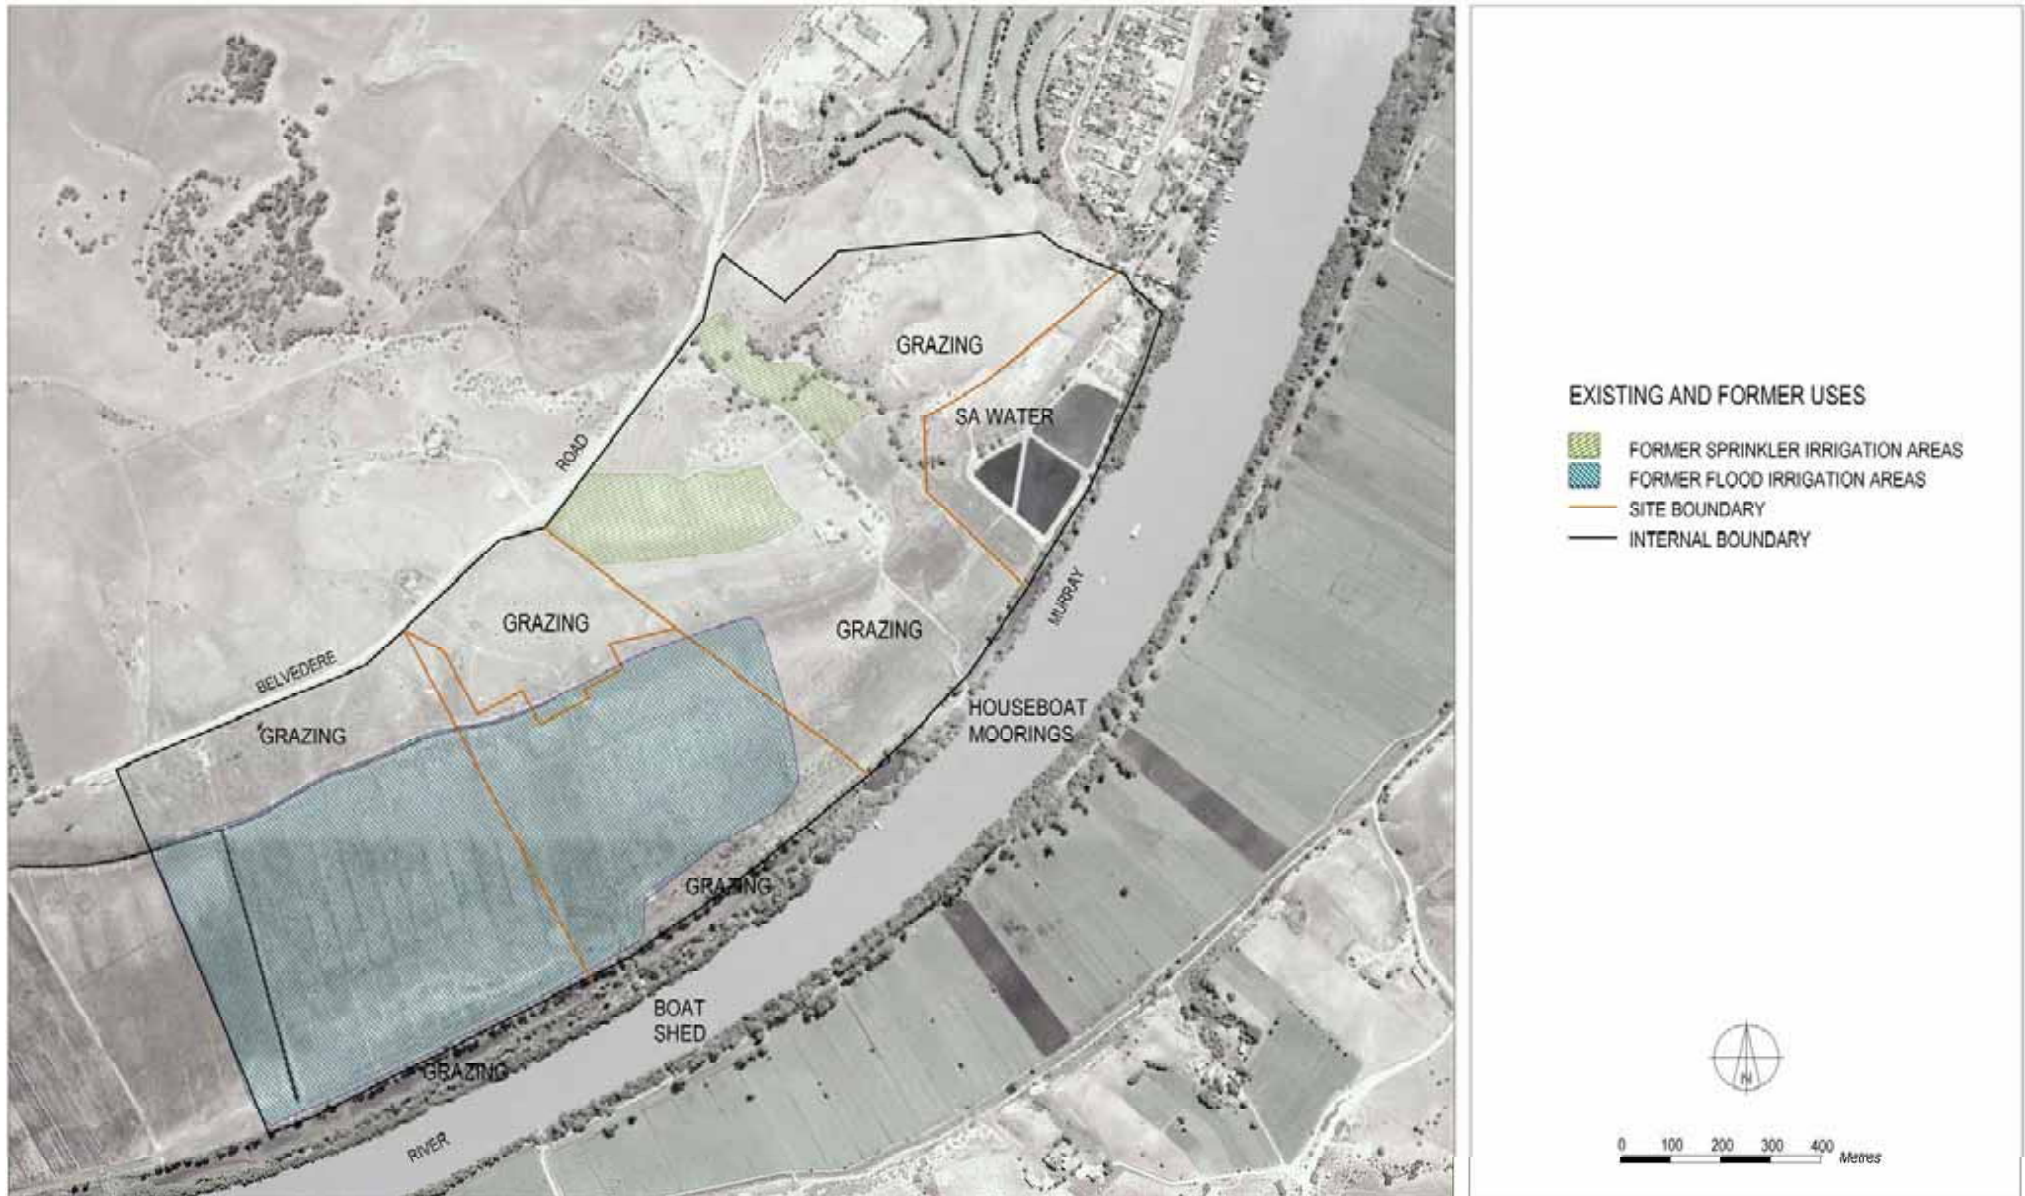 GRAZING
SA WATER
ROAD
GRAZING
GRAZING
MURRAY
BELVEDERE
GRAZING
HOUSEBOAT
MOORINGS
GRAZING
BOAT
SHED
GRAZING
RIVER
EXISTING AND FORMER USES
FORMER SPRINKLER IRRIGATION AREAS
FORMER FLOOD IRRIGATION AREAS
SITE BOUNDARY
INTERNAL BOUNDARY
N
0 100 200 300 400 Metres